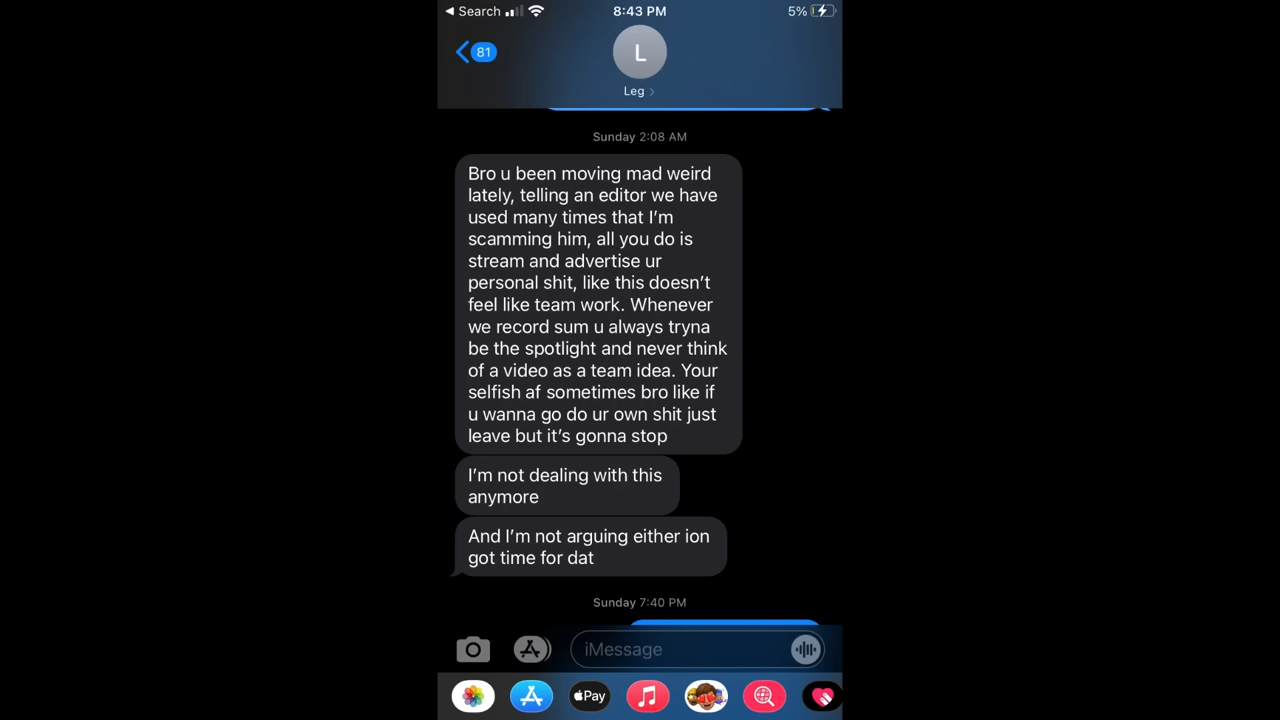 Search
8:43 PM
5%
81
L
Leg
Sunday 2:08 AM
Bro u been moving mad weird
lately, telling an editor we have
used many times that I'm
scamming him, all you do is
stream and advertise ur
personal shit, like this doesn't
feel like team work. Whenever
we record sum u always tryna
be the spotlight and never think
of a video as a team idea. Your
selfish af sometimes bro like if
u wanna go do ur own shit just
leave but it's gonna stop
I'm not dealing with this
anymore
And I'm not arguing either ion
got time for dat
Sunday 7:40 PM
iMessage
Pay